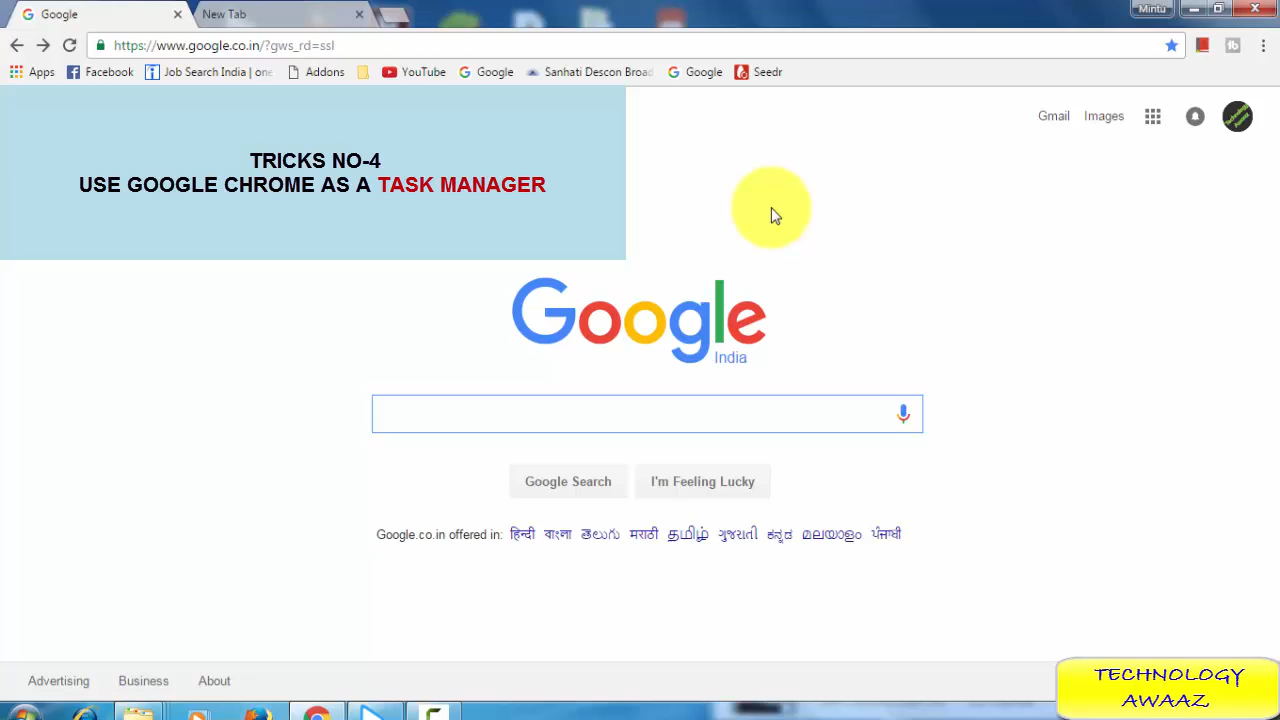 Google
New Tab
Mintu
https://www.google.co.in/?gws_rd=ssl
Apps
Facebook
Job Search India | one
Addons
YouTube
Google
Sanhati Descon Broad
Google
Seedr
Gmail
Images
TRICKS NO-4
USE GOOGLE CHROME AS A TASK MANAGER
Technology Awaaz
Google
India
Google Search
I'm Feeling Lucky
Google.co.in offered in: हिन्दी বাংলা తెలుగు मराठी தமிழ் ગુજરાતી ಕನ್ನಡ മലയാളം ਪੰਜਾਬੀ
Advertising
Business
About
TECHNOLOGY
AWAAZ